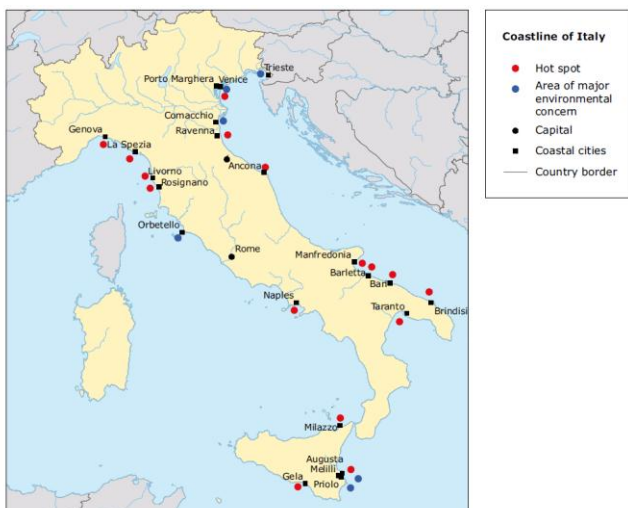 Trieste
Porto Marghera
Venice
Comacchio
Ravenna
Genova
La Spezia
Livorno
Rosignano
Ancona
Orbetello
Rome
Manfredonia
Barletta
Bari
Naples
Taranto
Brindisi
Milazzo
Augusta
Melilli
Gela
Priolo
Coastline of Italy
Hot spot
Area of major
environmental
concern
Capital
Coastal cities
Country border